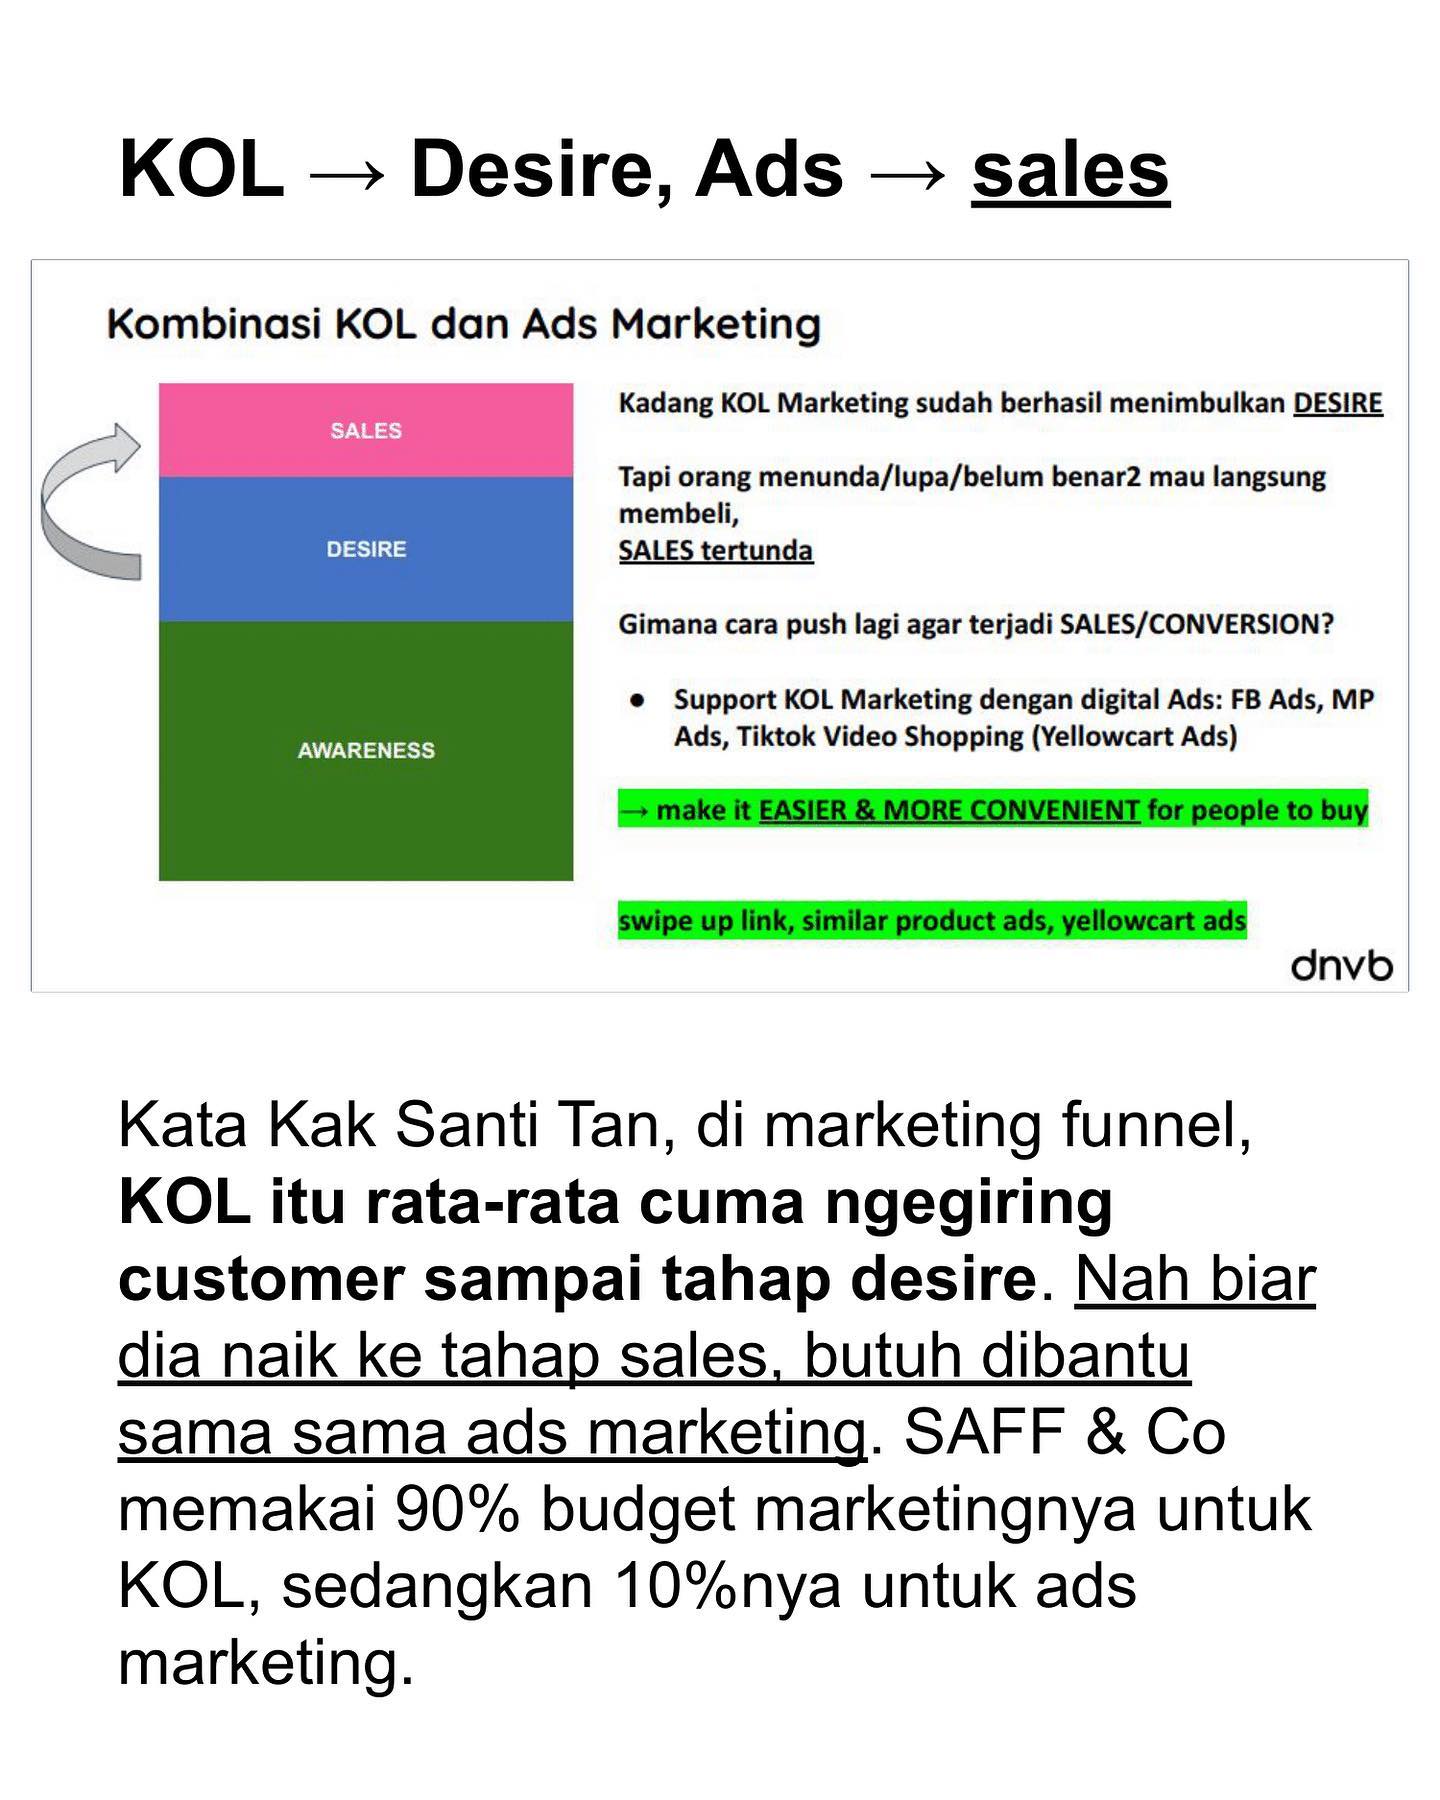 KOL → Desire, Ads → sales
Kombinasi KOL dan Ads Marketing
SALES
DESIRE
AWARENESS
Kadang KOL Marketing sudah berhasil menimbulkan DESIRE
Tapi orang menunda/lupa/belum benar2 mau langsung
membeli,
SALES tertunda
Gimana cara push lagi agar terjadi SALES/CONVERSION?
● Support KOL Marketing dengan digital Ads: FB Ads, MP
Ads, Tiktok Video Shopping (Yellowcart Ads)
→ make it EASIER & MORE CONVENIENT for people to buy
swipe up link, similar product ads, yellowcart ads
dnvb
Kata Kak Santi Tan, di marketing funnel,
KOL itu rata-rata cuma ngegiring
customer sampai tahap desire. Nah biar
dia naik ke tahap sales, butuh dibantu
sama sama ads marketing. SAFF & Co
memakai 90% budget marketingnya untuk
KOL, sedangkan 10%nya untuk ads
marketing.